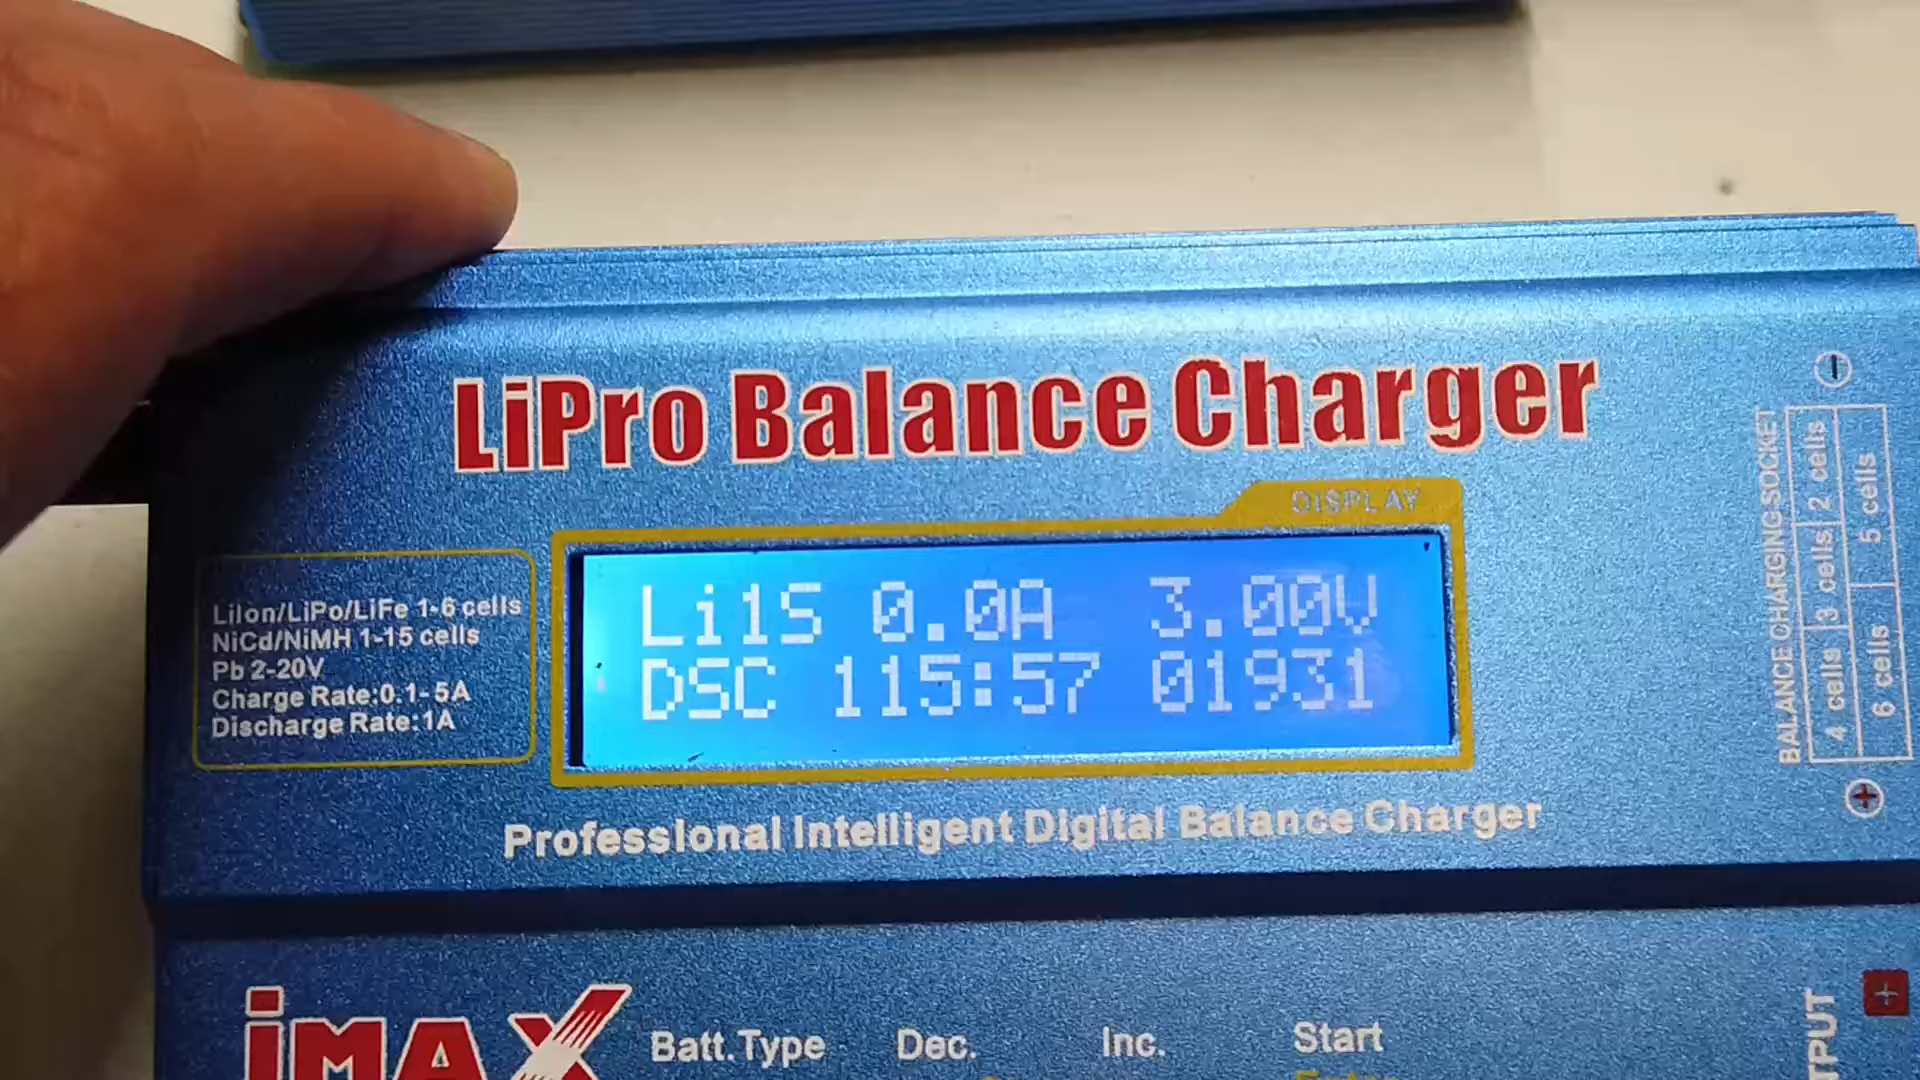 LiPro Balance Charger
DISPLAY
Li1S 0.0A 3.00V
DSC 115:57 01931
LiIon/LiPo/LiFe 1-6 cells
NiCd/NiMH 1-15 cells
Pb 2-20V
Charge Rate:0.1-5A
Discharge Rate:1A
Professional Intelligent Digital Balance Charger
BALANCE CHARGING SOCKET
4 cells 3 cells 2 cells
6 cells 5 cells
iMAX
Batt.Type Dec. Inc. Start